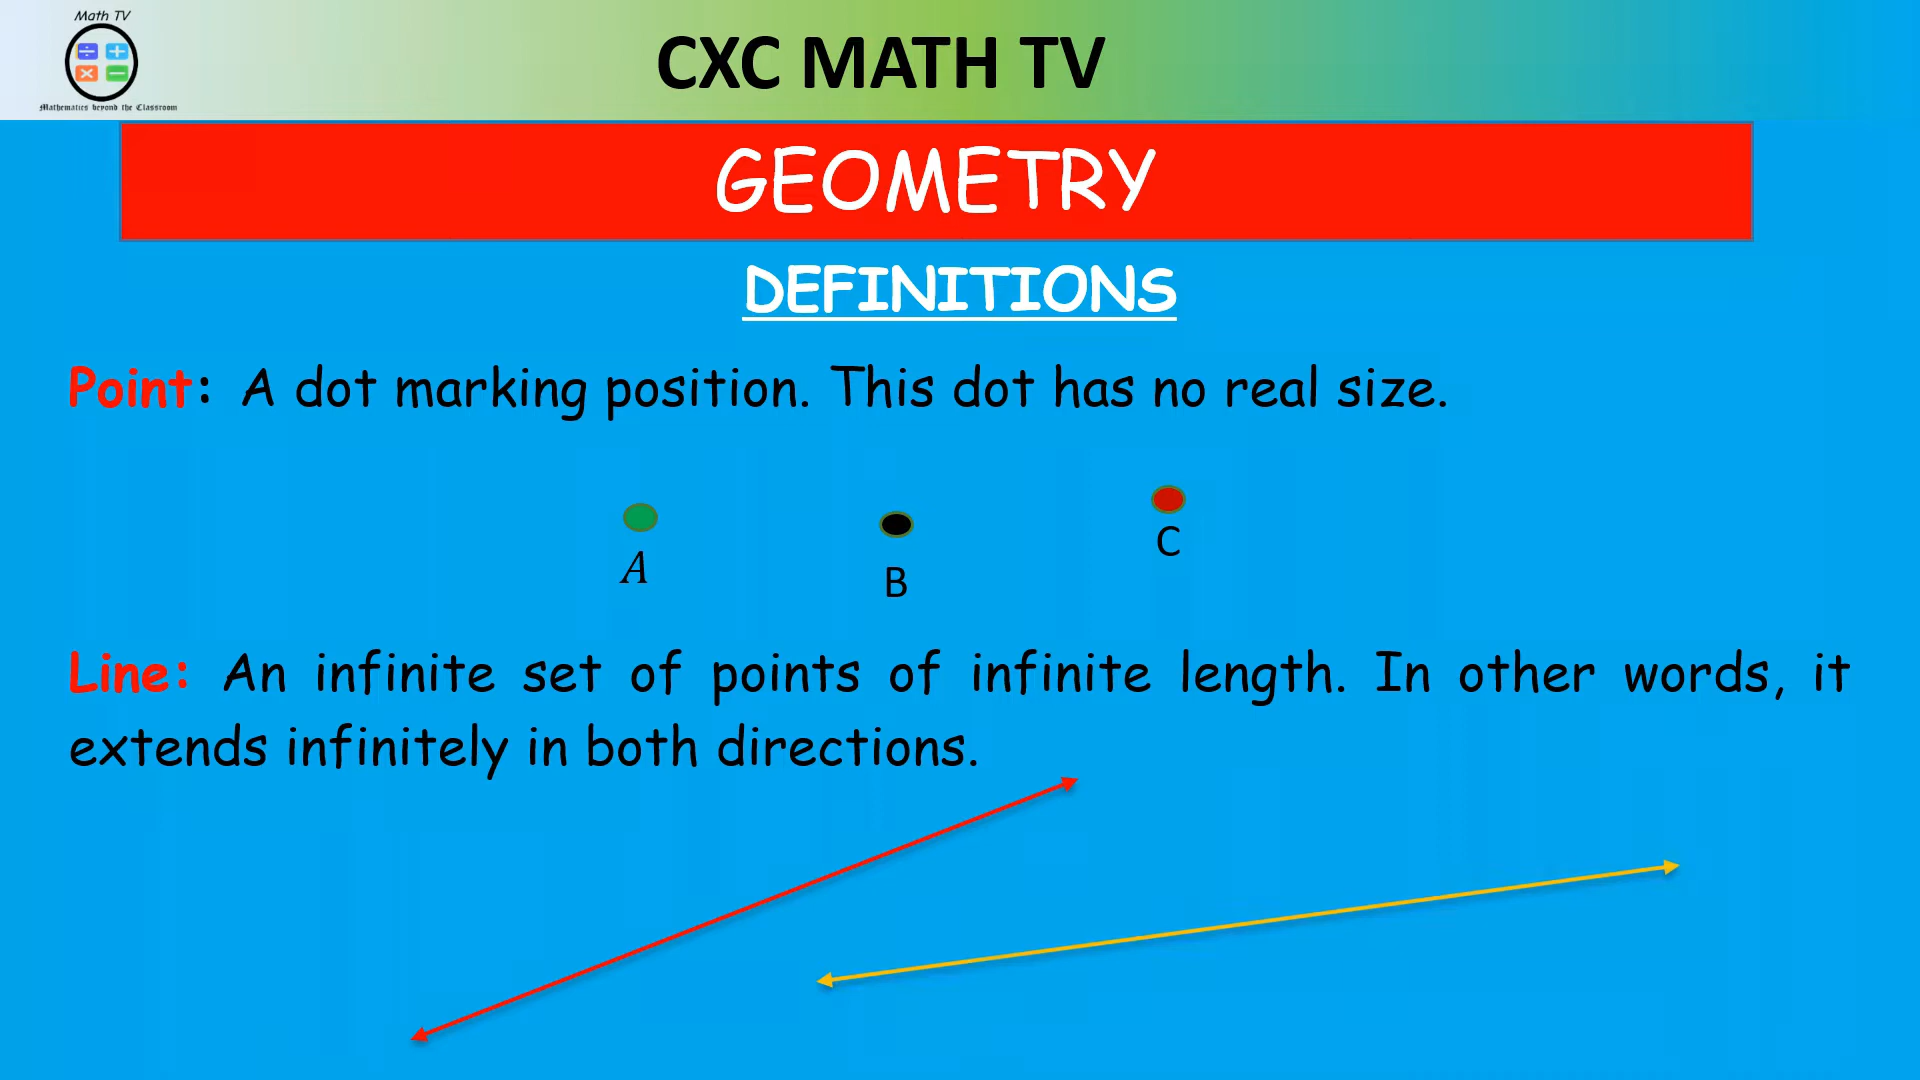 Math TV
Mathematics beyond the Classroom
CXC MATH TV
GEOMETRY
DEFINITIONS
Point: A dot marking position. This dot has no real size.
A
B
C
Line: An infinite set of points of infinite length. In other words, it
extends infinitely in both directions.